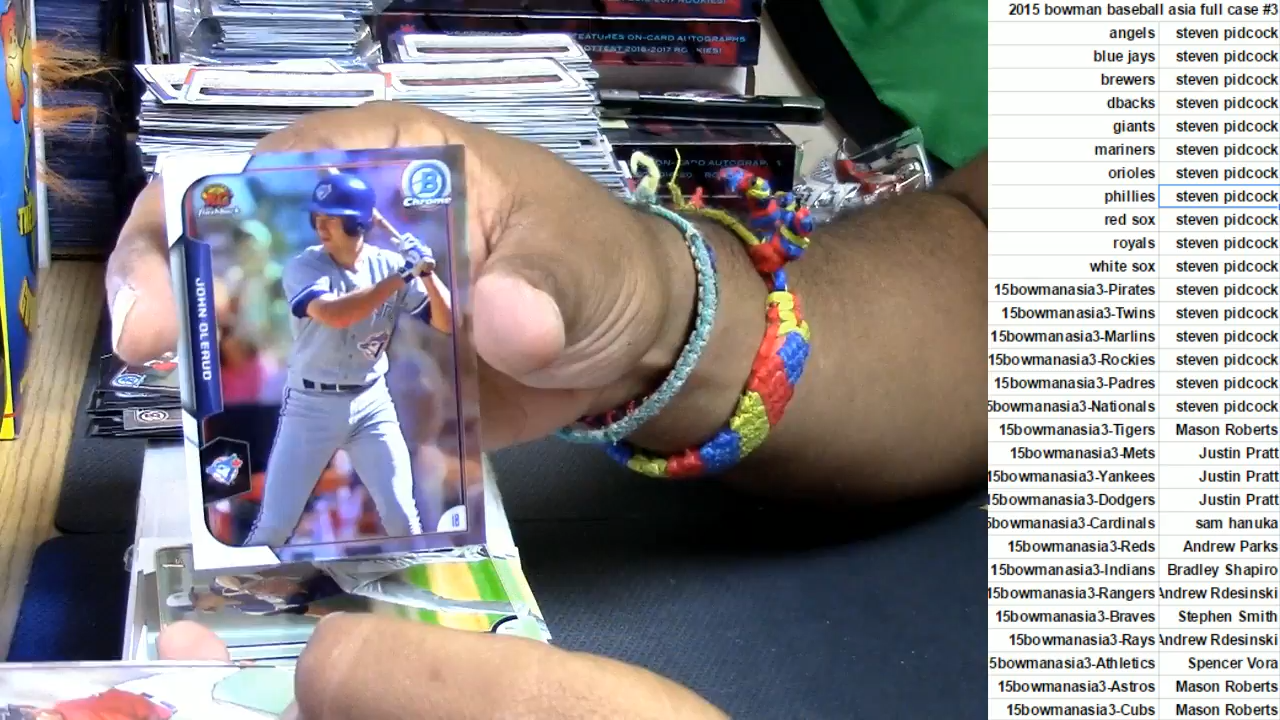 2015 bowman baseball asia full case #3
angels steven pidcock
blue jays steven pidcock
brewers steven pidcock
dbacks steven pidcock
giants steven pidcock
mariners steven pidcock
orioles steven pidcock
phillies steven pidcock
red sox steven pidcock
royals steven pidcock
white sox steven pidcock
15bowmanasia3-Pirates steven pidcock
15bowmanasia3-Twins steven pidcock
15bowmanasia3-Marlins steven pidcock
15bowmanasia3-Rockies steven pidcock
15bowmanasia3-Padres steven pidcock
5bowmanasia3-Nationals steven pidcock
15bowmanasia3-Tigers Mason Roberts
15bowmanasia3-Mets Justin Pratt
15bowmanasia3-Yankees Justin Pratt
15bowmanasia3-Dodgers Justin Pratt
5bowmanasia3-Cardinals sam hanuka
15bowmanasia3-Reds Andrew Parks
15bowmanasia3-Indians Bradley Shapiro
15bowmanasia3-Rangers Andrew Rdesinski
15bowmanasia3-Braves Stephen Smith
15bowmanasia3-Rays Andrew Rdesinski
5bowmanasia3-Athletics Spencer Vora
15bowmanasia3-Astros Mason Roberts
15bowmanasia3-Cubs Mason Roberts
FEATURES ON-CARD AUTOGRAPHS
HOTTEST 2016-2017 ROOKIES!
flashback
B
Chrome
JOHN OLERUD
18